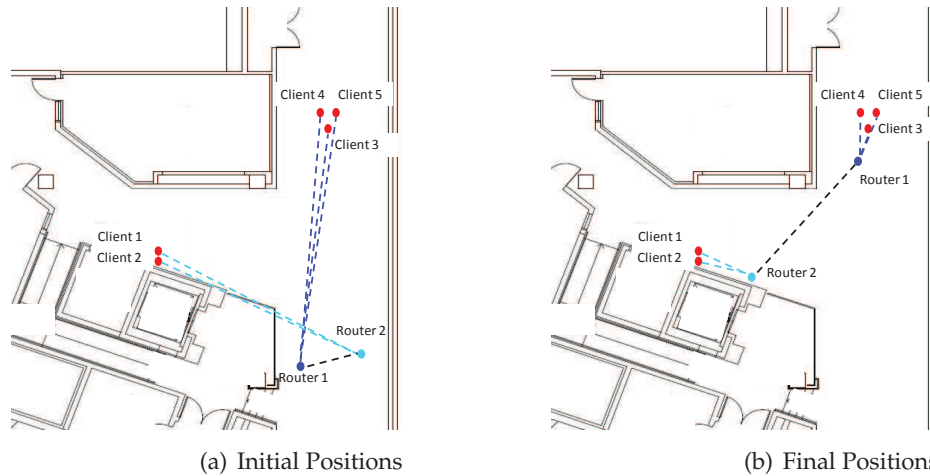 Client 4 Client 5
Client 3
Client 1
Client 2
Router 2
Router 1
(a) Initial Positions
Client 4 Client 5
Client 3
Router 1
Client 1
Client 2
Router 2
(b) Final Positions